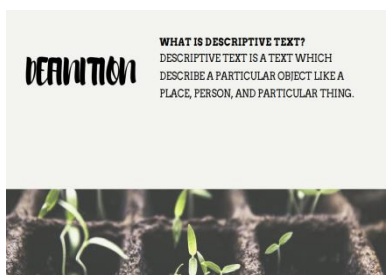 DEFINITION
WHAT IS DESCRIPTIVE TEXT?
DESCRIPTIVE TEXT IS A TEXT WHICH
DESCRIBE A PARTICULAR OBJECT LIKE A
PLACE, PERSON, AND PARTICULAR THING.